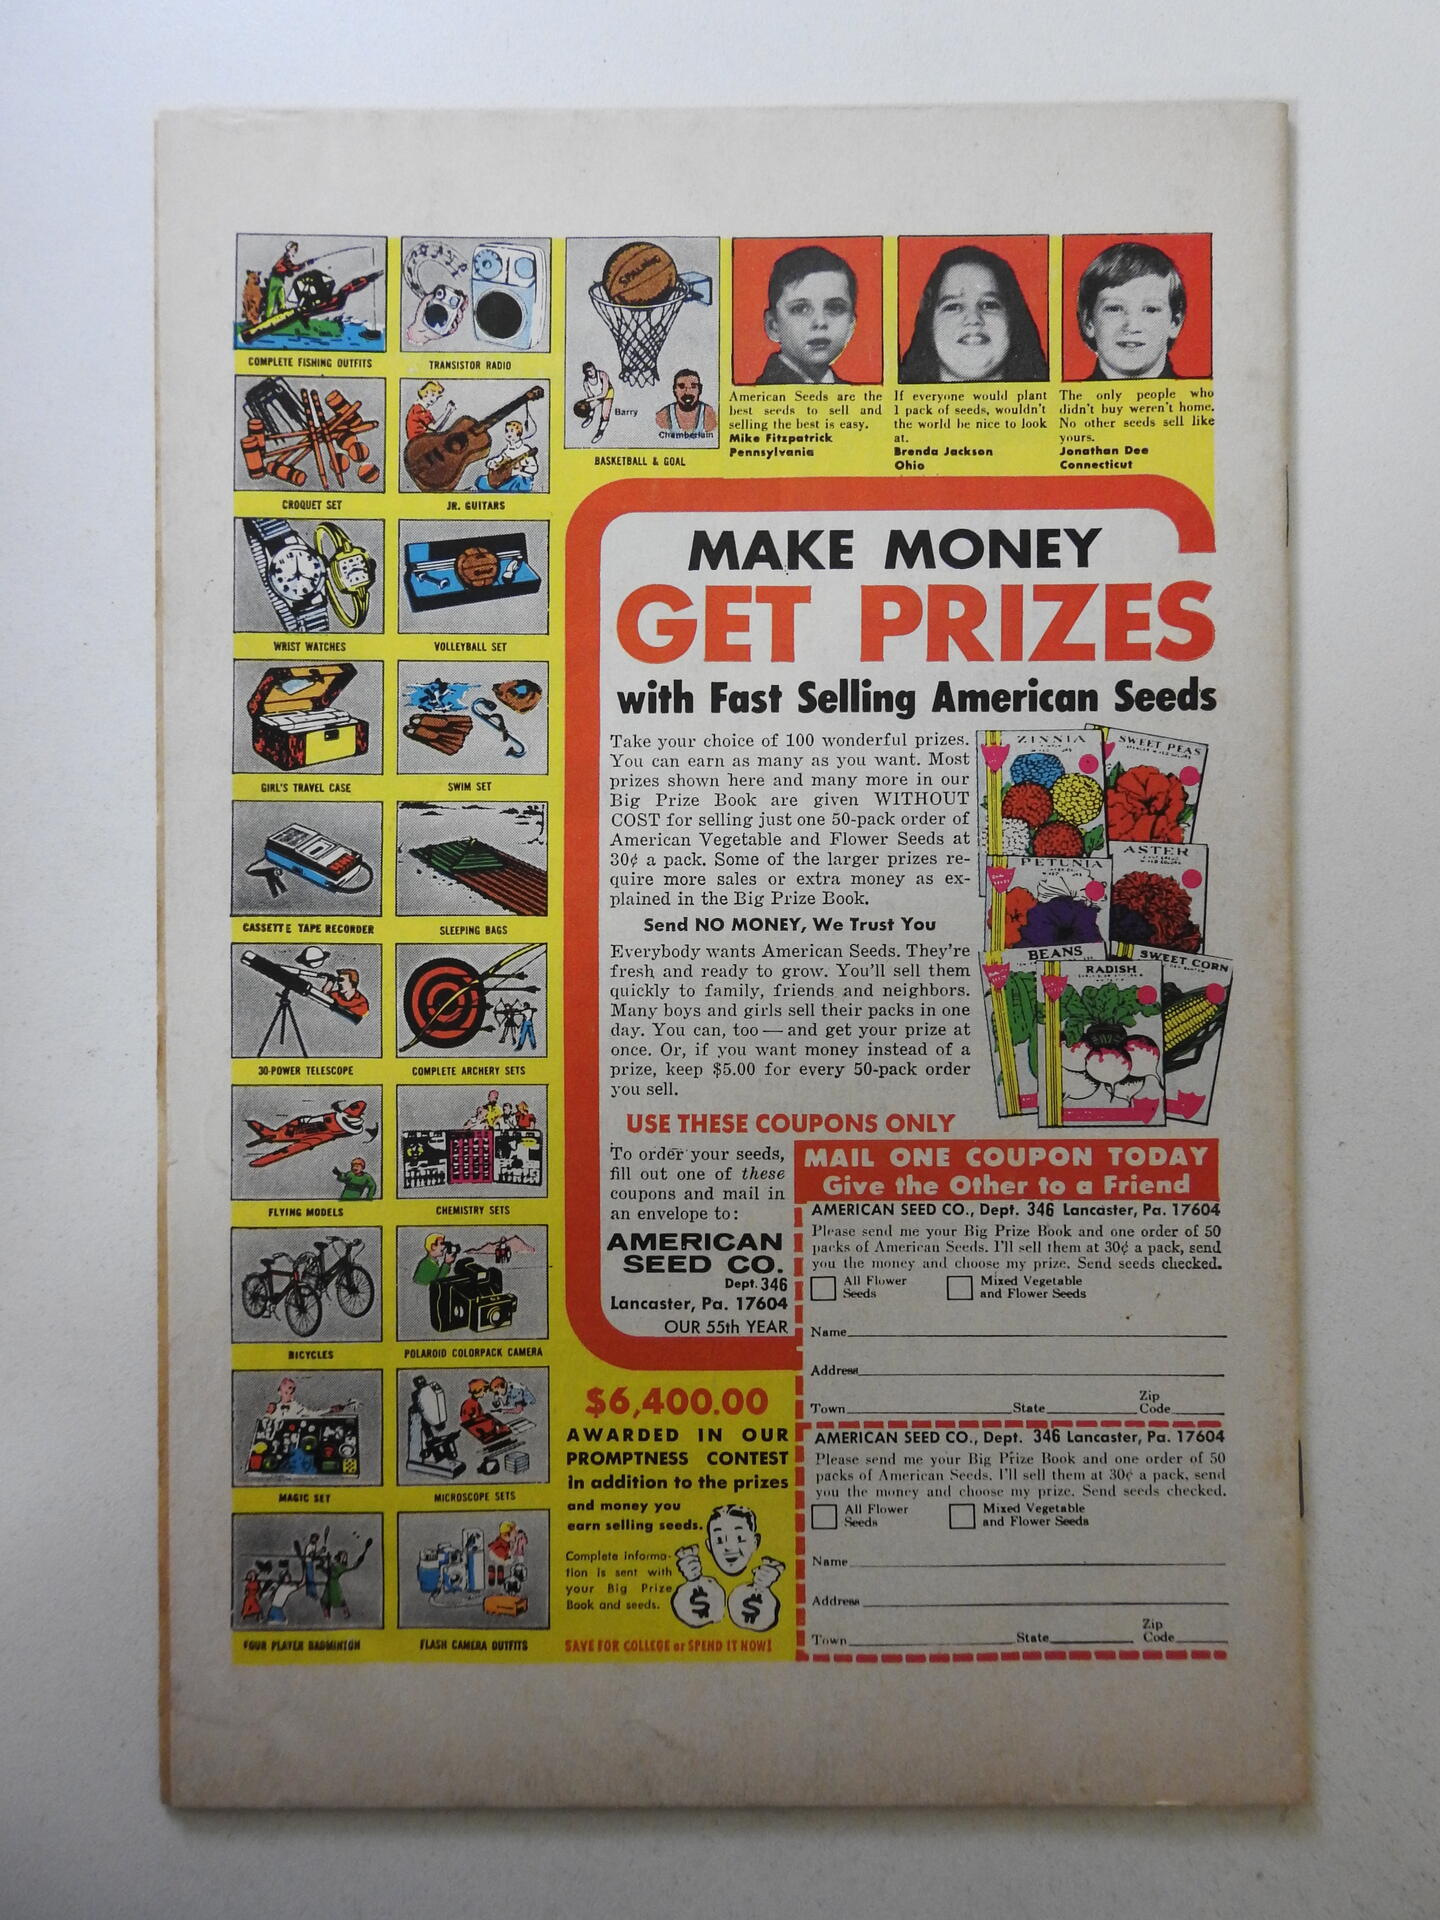 COMPLETE FISHING OUTFITS
TRANSISTOR RADIO
SPALDING
Barry
Chamberlain
BASKETBALL & GOAL
CROQUET SET
JR. GUITARS
WRIST WATCHES
VOLLEYBALL SET
GIRL'S TRAVEL CASE
SWIM SET
CASSETTE TAPE RECORDER
SLEEPING BAGS
30-POWER TELESCOPE
COMPLETE ARCHERY SETS
FLYING MODELS
CHEMISTRY SETS
BICYCLES
POLAROID COLORPACK CAMERA
MAGIC SET
MICROSCOPE SETS
FOUR PLAYER BADMINTON
FLASH CAMERA OUTFITS
American Seeds are the
best seeds to sell and
selling the best is easy.
Mike Fitzpatrick
Pennsylvania
If everyone would plant
1 pack of seeds, wouldn't
the world be nice to look
at.
Brenda Jackson
Ohio
The only people who
didn't buy weren't home.
No other seeds sell like
yours.
Jonathan Dee
Connecticut
MAKE MONEY
GET PRIZES
with Fast Selling American Seeds
Take your choice of 100 wonderful prizes.
You can earn as many as you want. Most
prizes shown here and many more in our
Big Prize Book are given WITHOUT
COST for selling just one 50-pack order of
American Vegetable and Flower Seeds at
30¢ a pack. Some of the larger prizes re-
quire more sales or extra money as ex-
plained in the Big Prize Book.
Send NO MONEY, We Trust You
Everybody wants American Seeds. They're
fresh and ready to grow. You'll sell them
quickly to family, friends and neighbors.
Many boys and girls sell their packs in one
day. You can, too — and get your prize at
once. Or, if you want money instead of a
prize, keep $5.00 for every 50-pack order
you sell.
ZINNIA
SWEET PEAS
PETUNIA
ASTER
BEANS
RADISH
SWEET CORN
USE THESE COUPONS ONLY
To order your seeds,
fill out one of these
coupons and mail in
an envelope to:
AMERICAN
SEED CO.
Dept. 346
Lancaster, Pa. 17604
OUR 55th YEAR
MAIL ONE COUPON TODAY
Give the Other to a Friend
AMERICAN SEED CO., Dept. 346 Lancaster, Pa. 17604
Please send me your Big Prize Book and one order of 50
packs of American Seeds. I'll sell them at 30¢ a pack, send
you the money and choose my prize. Send seeds checked.
All Flower
Seeds
Mixed Vegetable
and Flower Seeds
Name
Address
Town State Zip Code
AMERICAN SEED CO., Dept. 346 Lancaster, Pa. 17604
Please send me your Big Prize Book and one order of 50
packs of American Seeds. I'll sell them at 30¢ a pack, send
you the money and choose my prize. Send seeds checked.
All Flower
Seeds
Mixed Vegetable
and Flower Seeds
Name
Address
Town State Zip Code
$6,400.00
AWARDED IN OUR
PROMPTNESS CONTEST
in addition to the prizes
and money you
earn selling seeds.
Complete informa-
tion is sent with
your Big Prize
Book and seeds.
$ $
SAVE FOR COLLEGE or SPEND IT NOW!